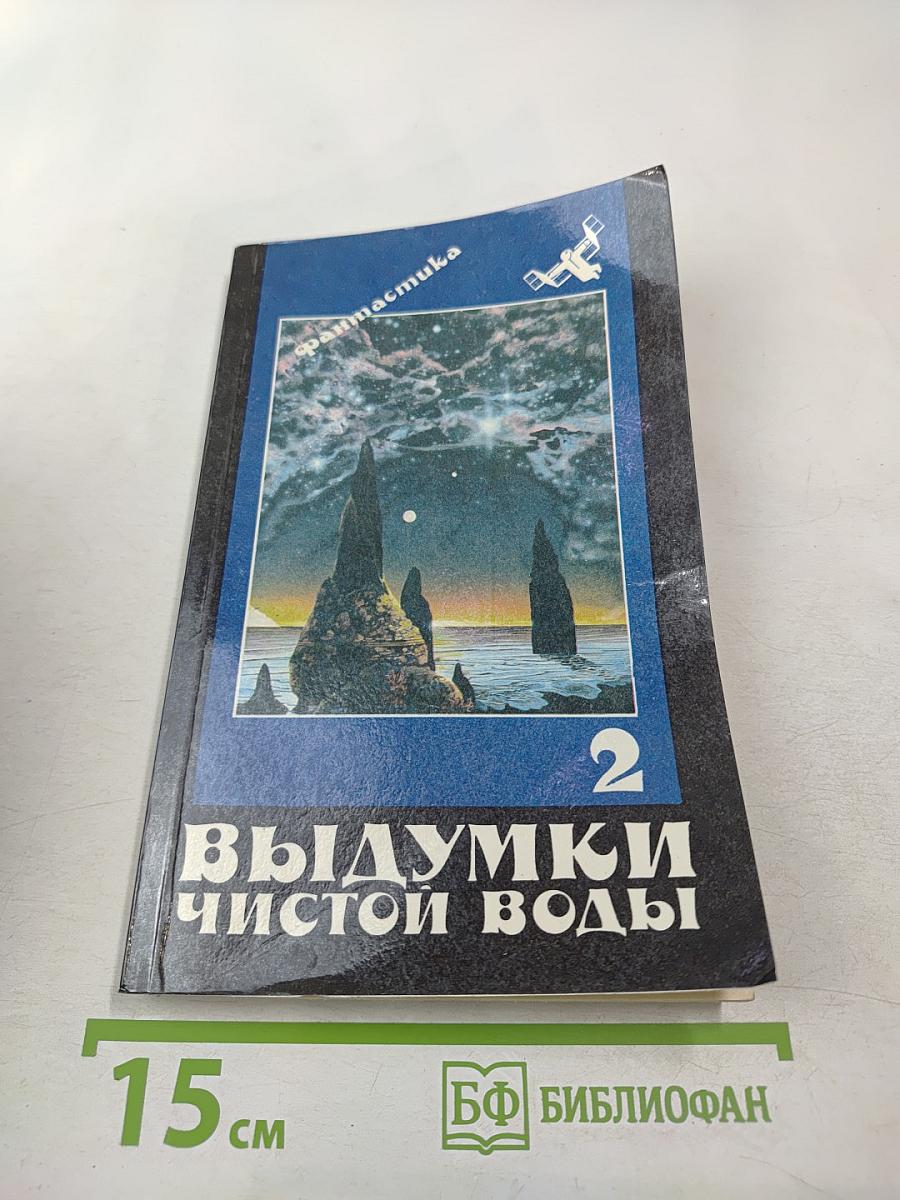 фантастика
2
ВЫДУМКИ
ЧИСТОЙ ВОДЫ
15 см
БФ БИБЛИОФАН